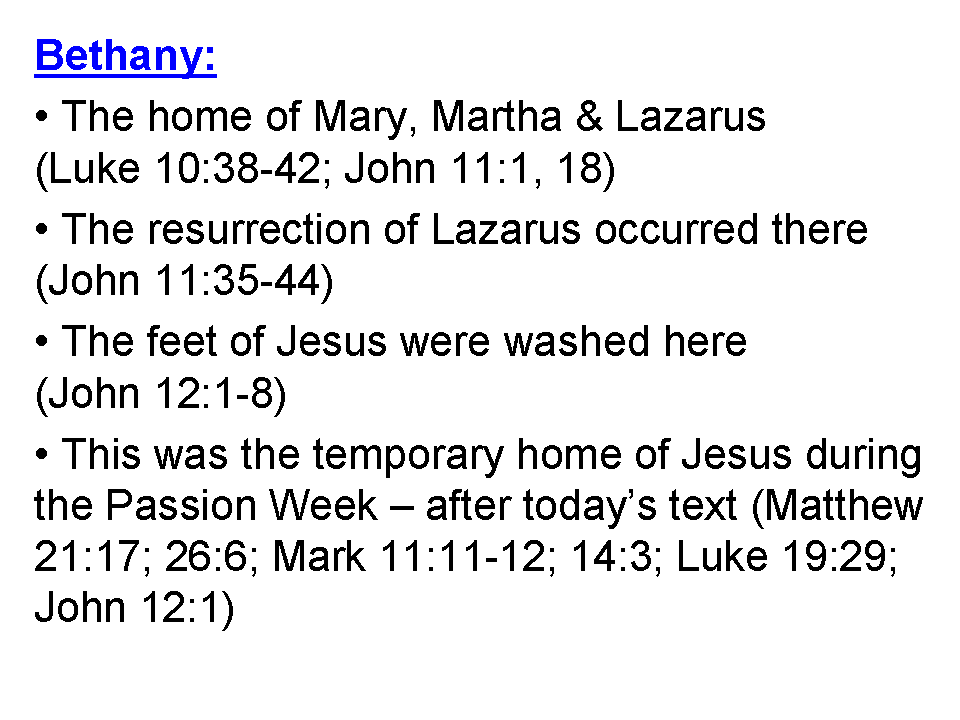 Bethany:
• The home of Mary, Martha & Lazarus
(Luke 10:38-42; John 11:1, 18)
• The resurrection of Lazarus occurred there
(John 11:35-44)
• The feet of Jesus were washed here
(John 12:1-8)
• This was the temporary home of Jesus during
the Passion Week – after today’s text (Matthew
21:17; 26:6; Mark 11:11-12; 14:3; Luke 19:29;
John 12:1)